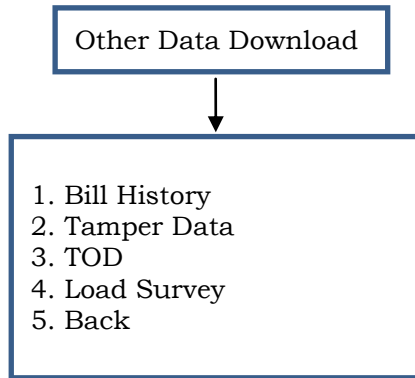 Other Data Download
1. Bill History
2. Tamper Data
3. TOD
4. Load Survey
5. Back